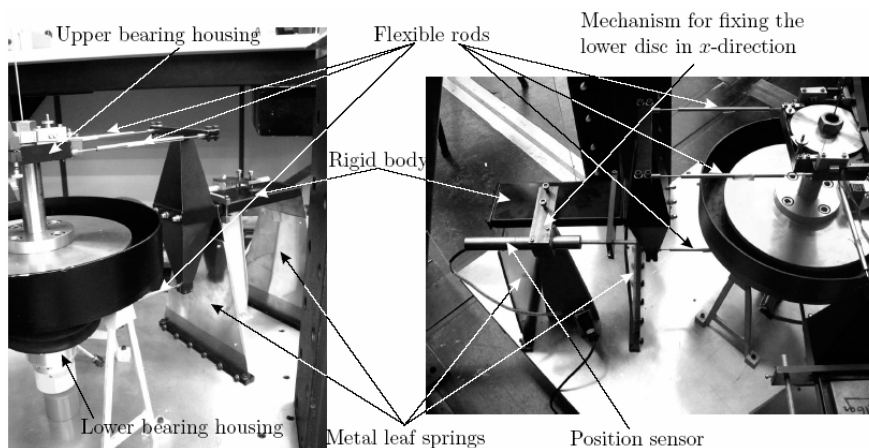 Upper bearing housing
Flexible rods
Mechanism for fixing the
lower disc in x-direction
Rigid body
Lower bearing housing
Metal leaf springs
Position sensor